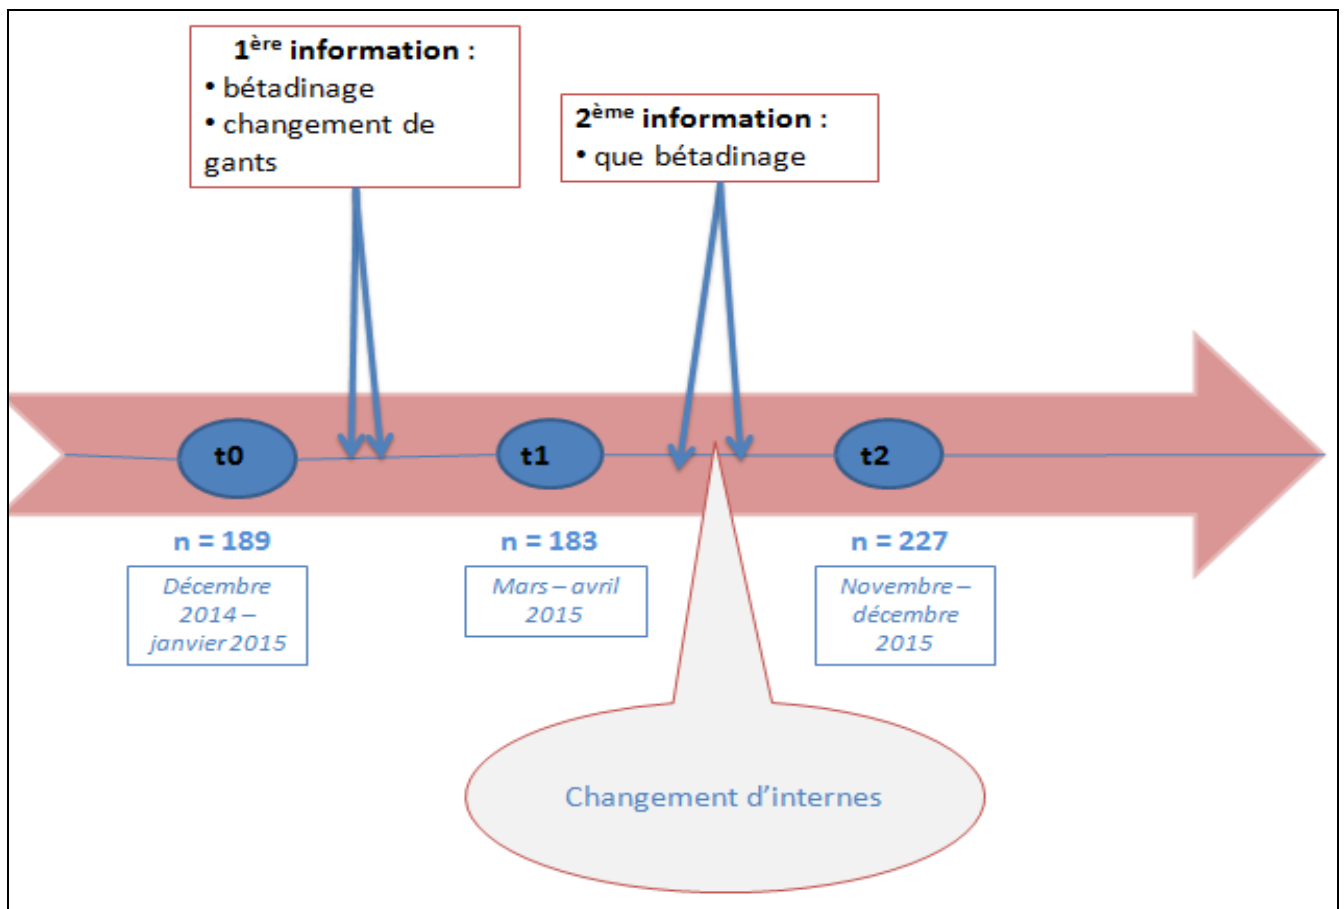 1ère information :
• bétadinage
• changement de
gants
2ème information :
• que bétadinage
t0
t1
t2
n = 189
n = 183
n = 227
Décembre
2014 –
janvier 2015
Mars – avril
2015
Novembre –
décembre
2015
Changement d’internes